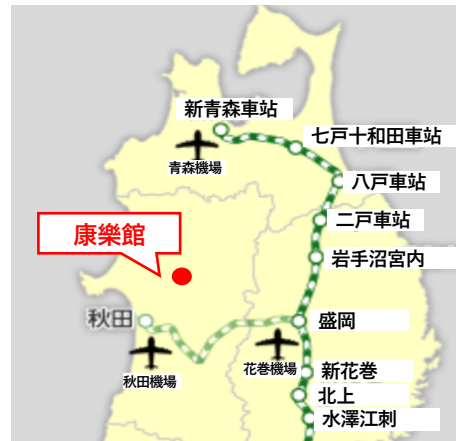 新青森車站
七戸十和田車站
青森機場
八戸車站
二戸車站
康樂館
岩手沼宮内
秋田
盛岡
秋田機場
花巻機場
新花巻
北上
水澤江刺